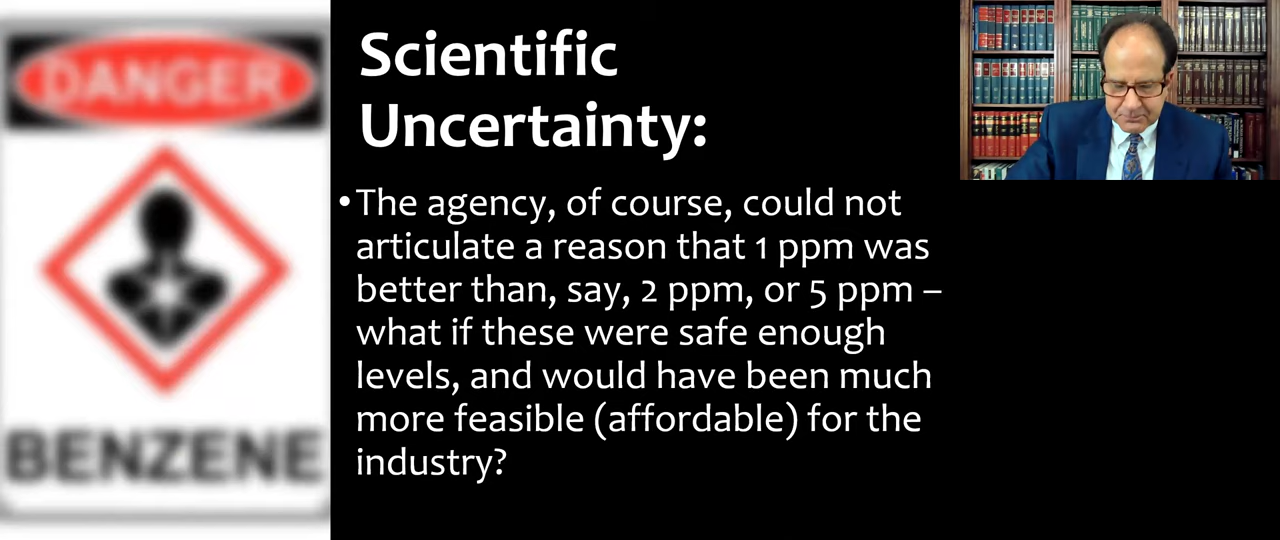 DANGER
BENZENE
Scientific
Uncertainty:
•The agency, of course, could not
articulate a reason that 1 ppm was
better than, say, 2 ppm, or 5 ppm –
what if these were safe enough
levels, and would have been much
more feasible (affordable) for the
industry?